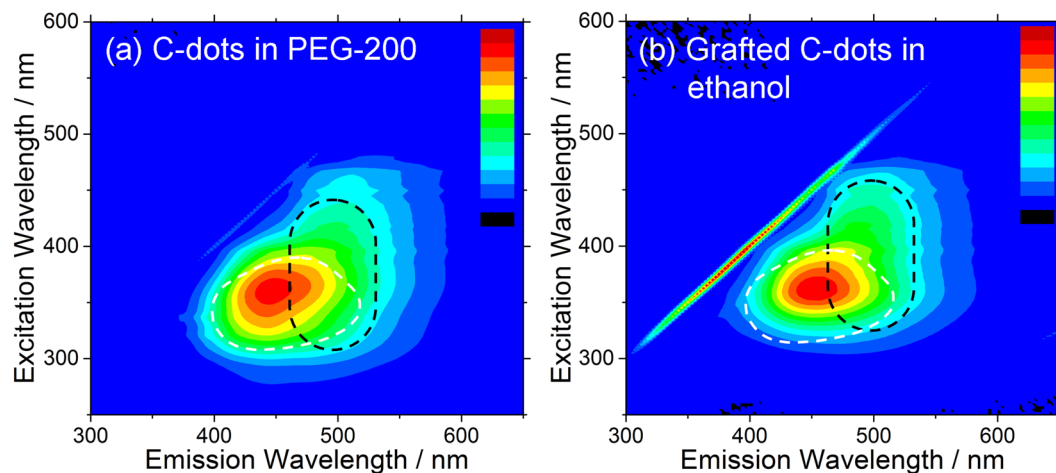 (a) C-dots in PEG-200
Excitation Wavelength / nm
600
500
400
300
300
400
500
600
Emission Wavelength / nm
(b) Grafted C-dots in
ethanol
Excitation Wavelength / nm
600
500
400
300
300
400
500
600
Emission Wavelength / nm